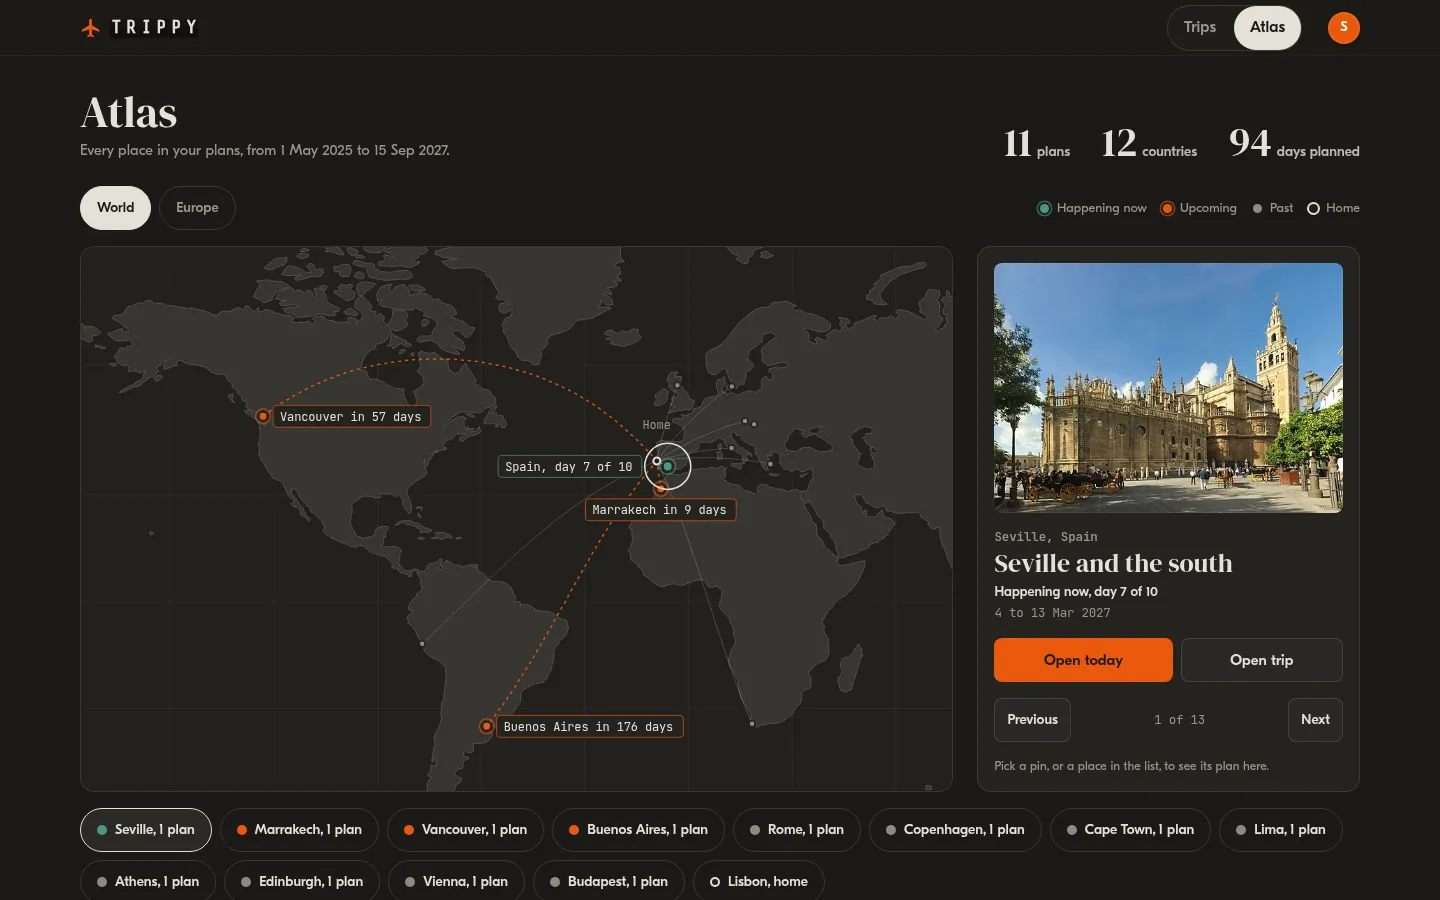 TRIPPY
Trips
Atlas
S
Atlas
Every place in your plans, from 1 May 2025 to 15 Sep 2027.
11 plans
12 countries
94 days planned
World
Europe
Happening now
Upcoming
Past
Home
Vancouver in 57 days
Home
Spain, day 7 of 10
Marrakech in 9 days
Buenos Aires in 176 days
Seville, Spain
Seville and the south
Happening now, day 7 of 10
4 to 13 Mar 2027
Open today
Open trip
Previous
1 of 13
Next
Pick a pin, or a place in the list, to see its plan here.
Seville, 1 plan
Marrakech, 1 plan
Vancouver, 1 plan
Buenos Aires, 1 plan
Rome, 1 plan
Copenhagen, 1 plan
Cape Town, 1 plan
Lima, 1 plan
Athens, 1 plan
Edinburgh, 1 plan
Vienna, 1 plan
Budapest, 1 plan
Lisbon, home